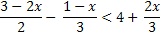 (3 − 2x)/2 − (1 − x)/3 < 4 + 2x/3